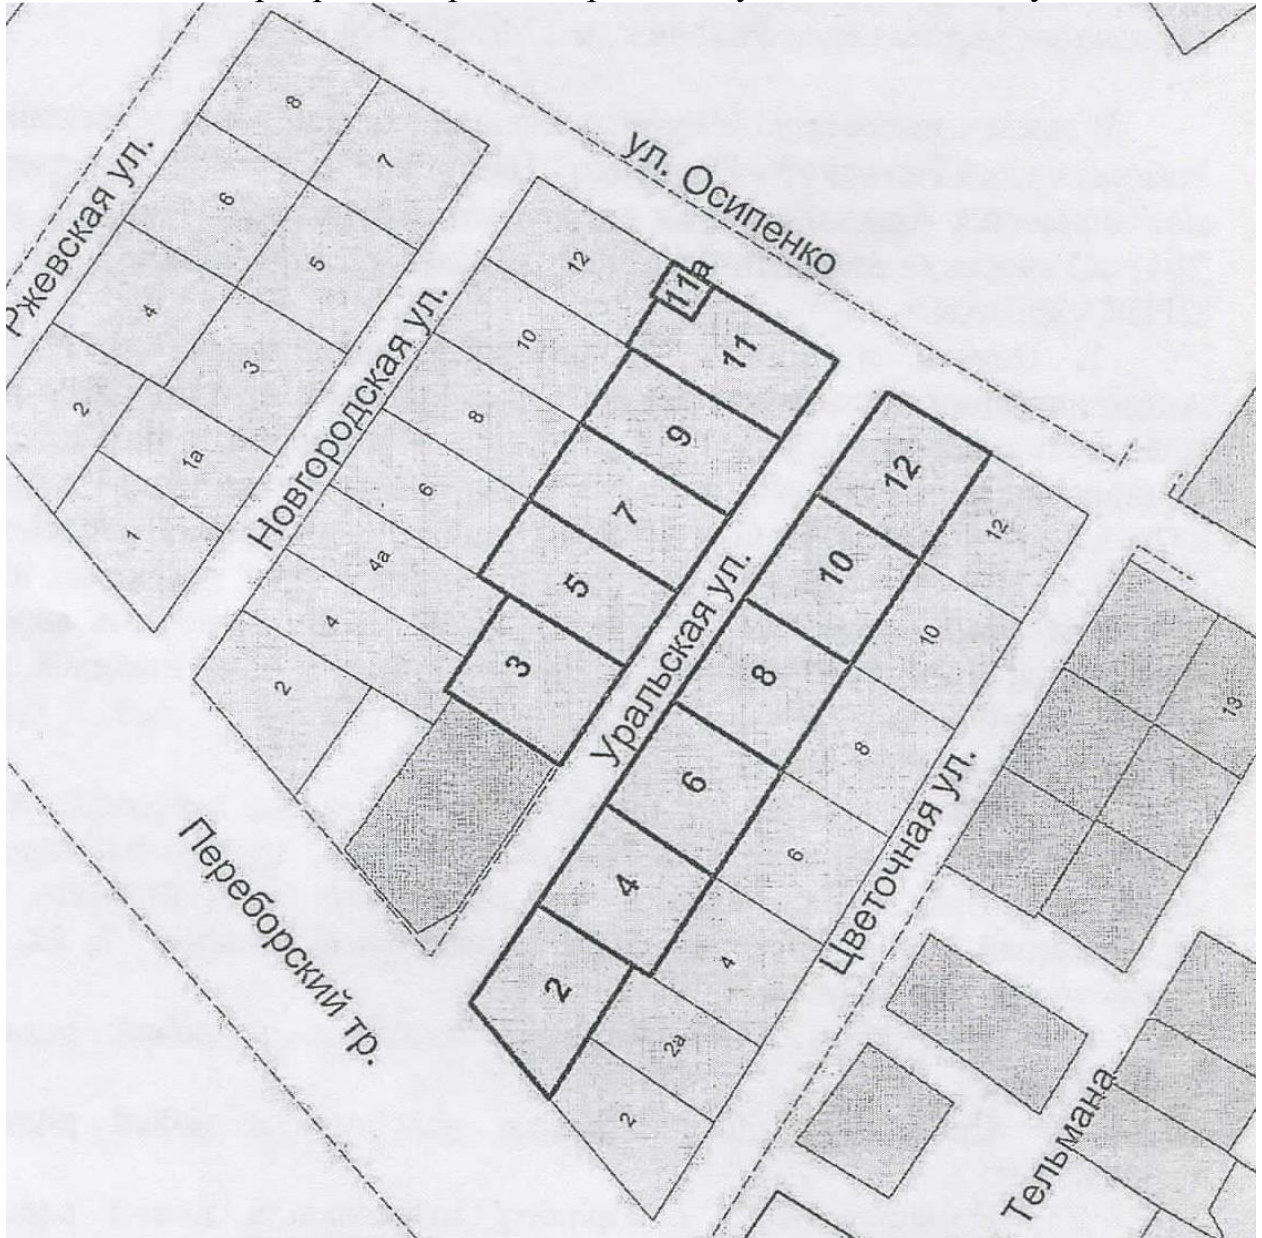 8
7
ул. Осипенко
Ржевская ул.
6
5
12
11а
4
10
11
3
Новгородская ул.
2
8
9
12
1а
6
7
12
1
4а
5
10
4
10
2
3
8
Уральская ул.
13
6
8
Переборский тр.
4
6
Цветочная ул.
2
4
2а
2
Тельмана